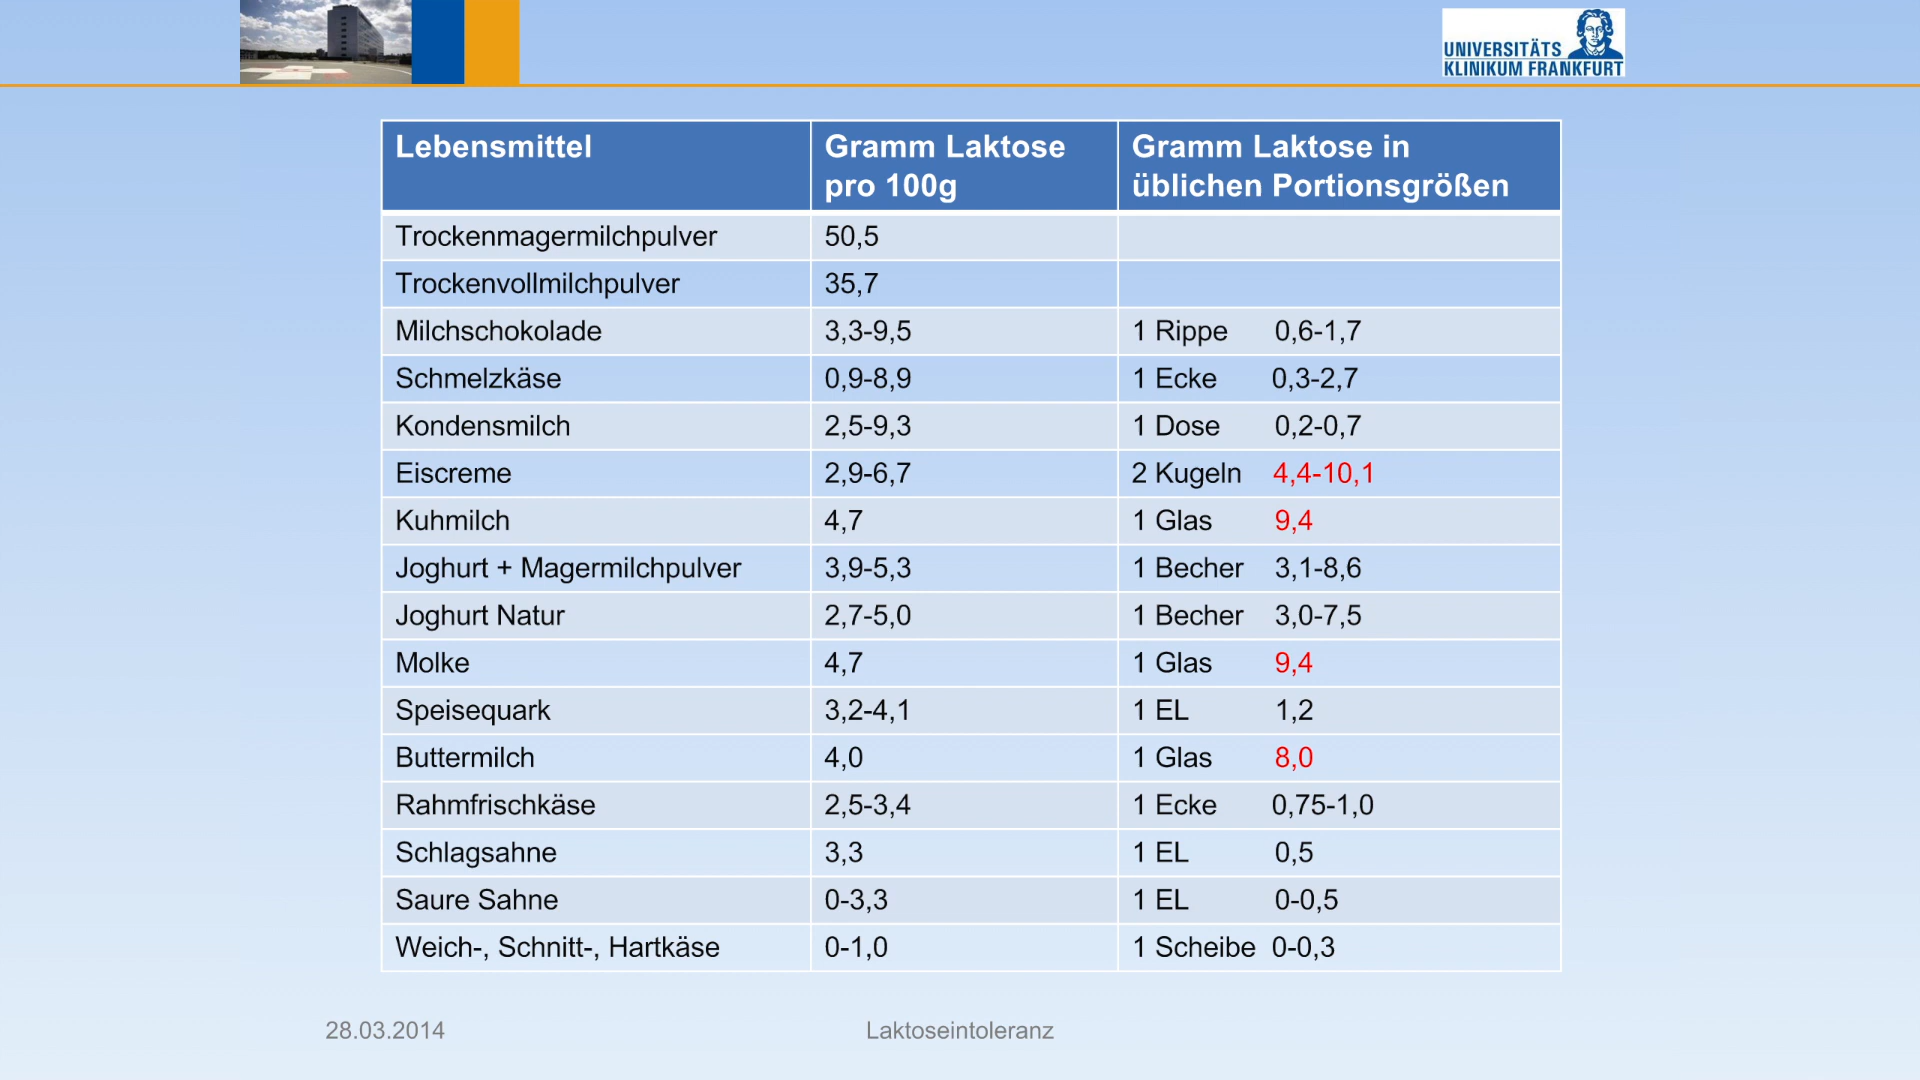 UNIVERSITÄTS
KLINIKUM FRANKFURT
Lebensmittel
Gramm Laktose
pro 100g
Gramm Laktose in
üblichen Portionsgrößen
Trockenmagermilchpulver 50,5
Trockenvollmilchpulver 35,7
Milchschokolade 3,3-9,5 1 Rippe 0,6-1,7
Schmelzkäse 0,9-8,9 1 Ecke 0,3-2,7
Kondensmilch 2,5-9,3 1 Dose 0,2-0,7
Eiscreme 2,9-6,7 2 Kugeln 4,4-10,1
Kuhmilch 4,7 1 Glas 9,4
Joghurt + Magermilchpulver 3,9-5,3 1 Becher 3,1-8,6
Joghurt Natur 2,7-5,0 1 Becher 3,0-7,5
Molke 4,7 1 Glas 9,4
Speisequark 3,2-4,1 1 EL 1,2
Buttermilch 4,0 1 Glas 8,0
Rahmfrischkäse 2,5-3,4 1 Ecke 0,75-1,0
Schlagsahne 3,3 1 EL 0,5
Saure Sahne 0-3,3 1 EL 0-0,5
Weich-, Schnitt-, Hartkäse 0-1,0 1 Scheibe 0-0,3
28.03.2014 Laktoseintoleranz